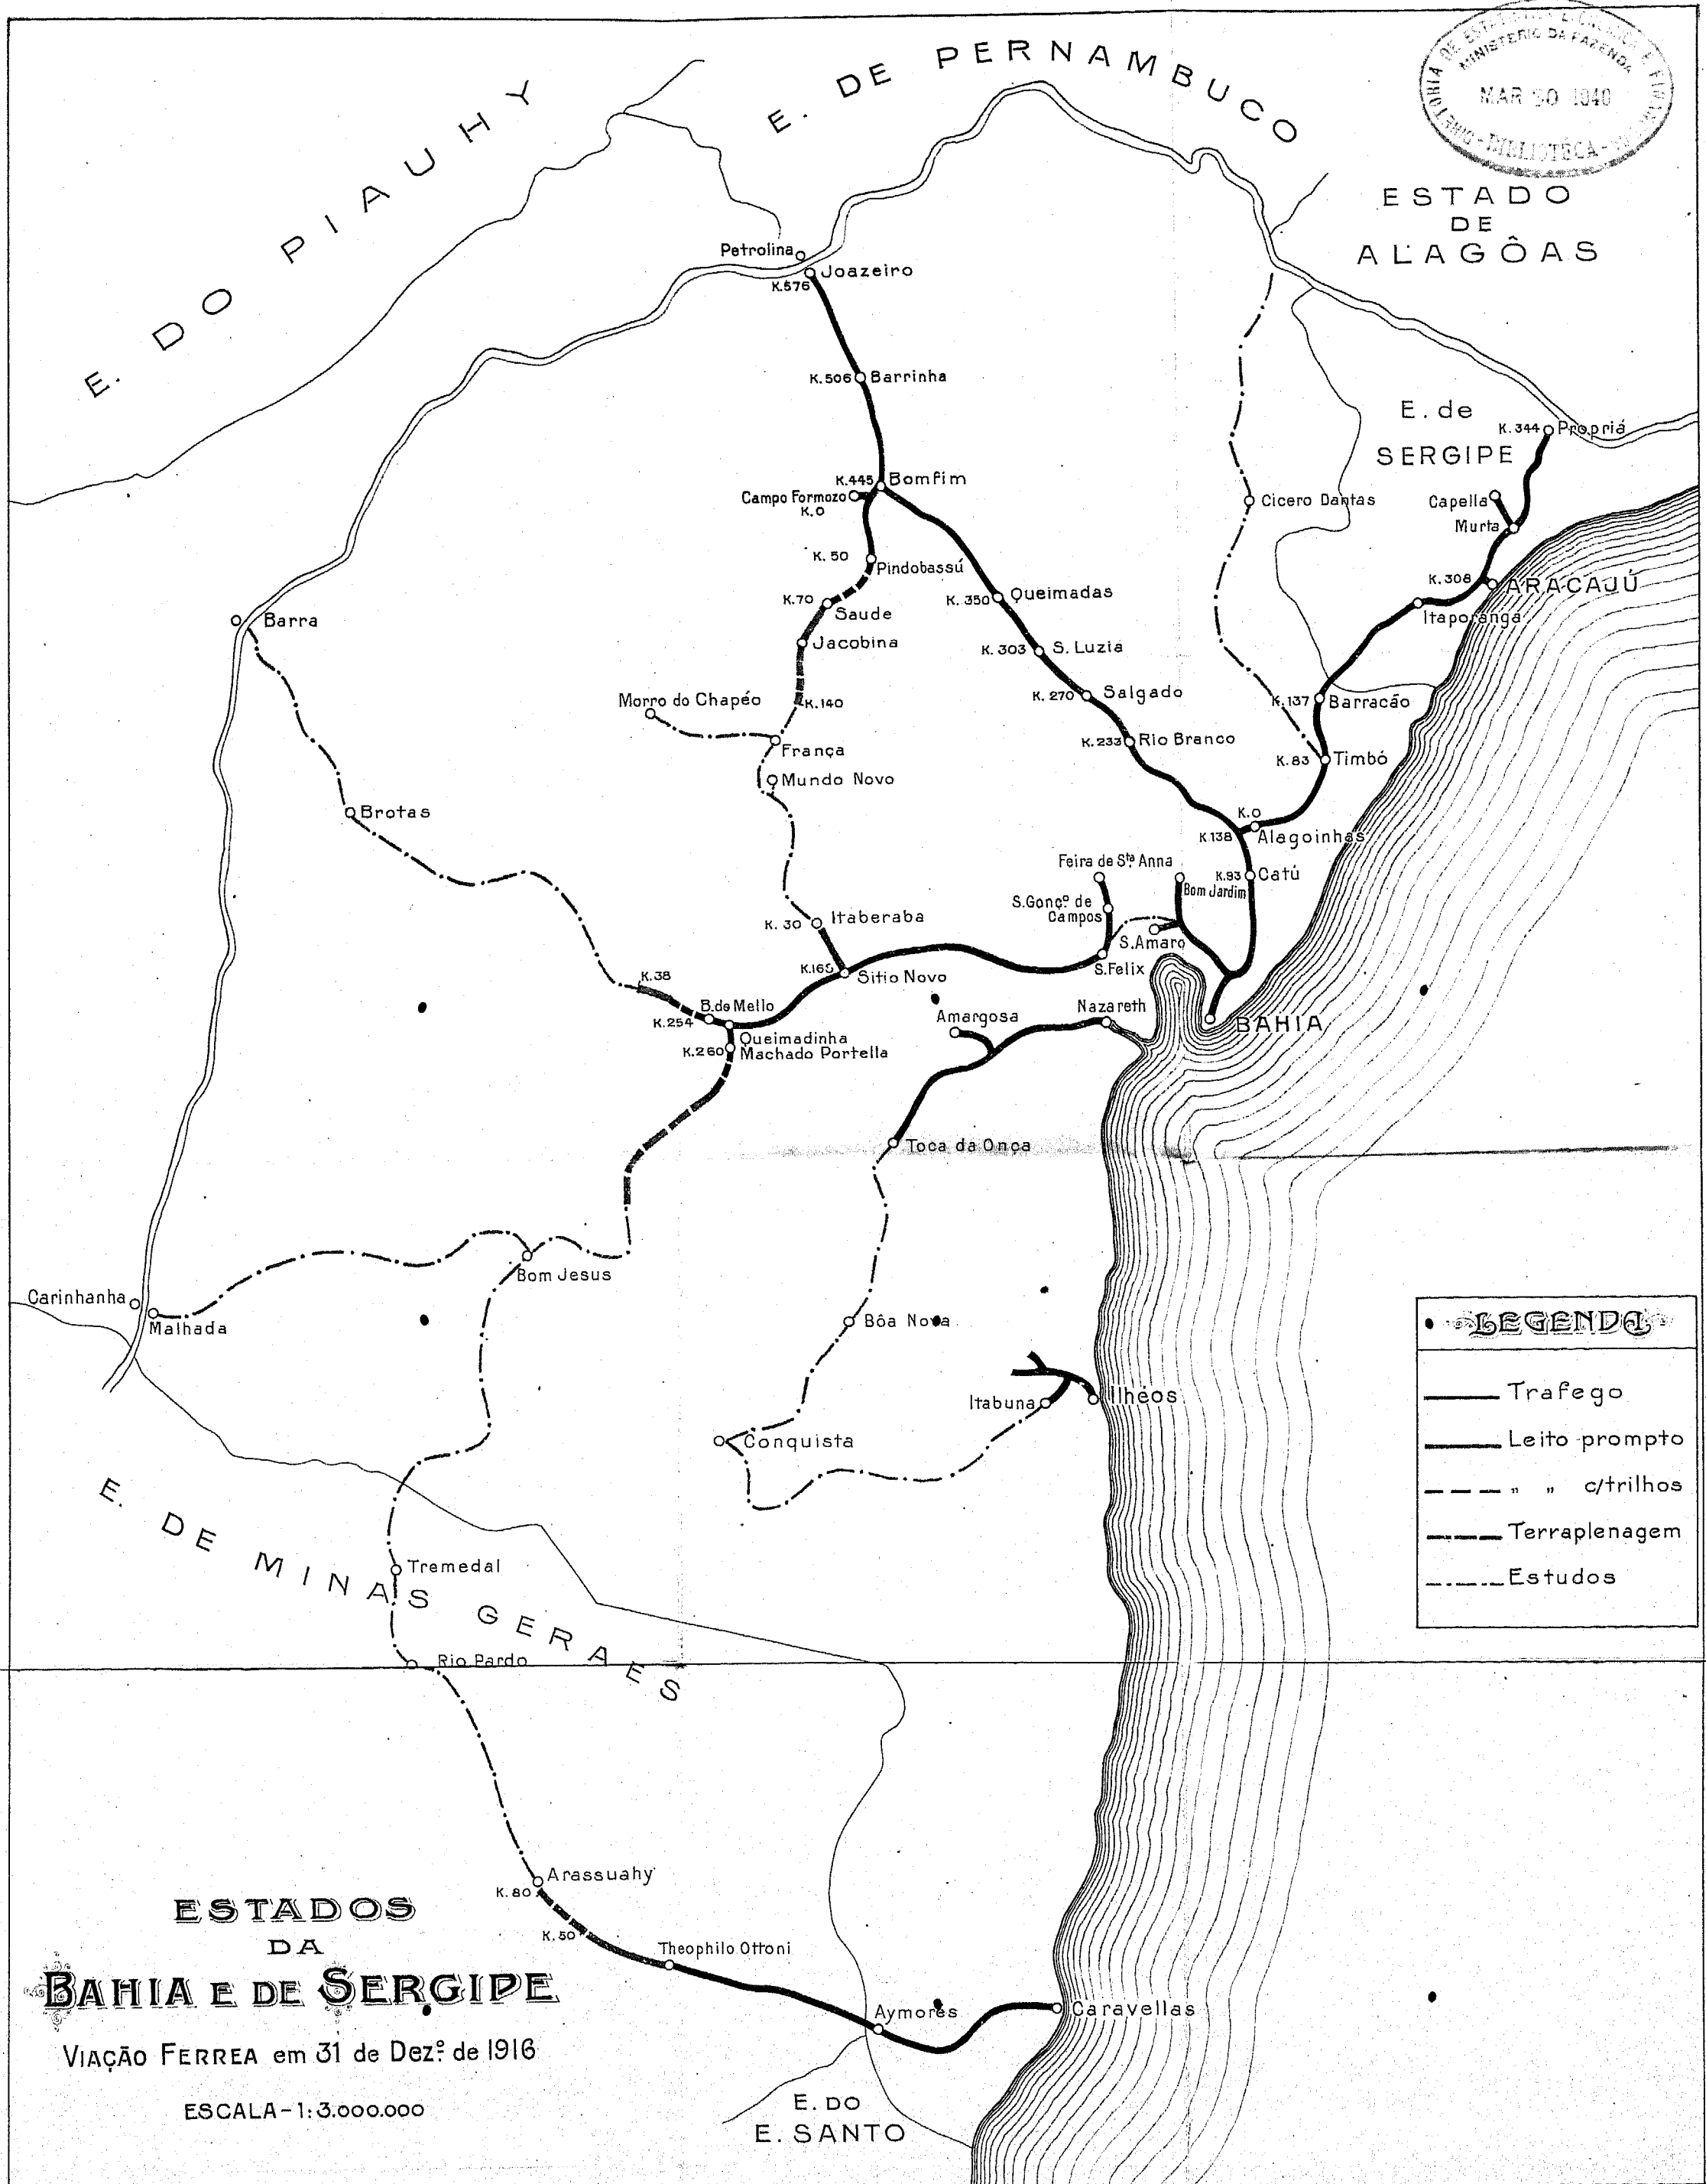 MINISTERIO DA FAZENDA
MAR 30 1940
BIBLIOTECA
E. DO PIAUHY
E. DE PERNAMBUCO
ESTADO
DE
ALAGÔAS
Petrolina
Joazeiro
K.576
K.506 Barrinha
E. de
SERGIPE
K.344 Propriá
K.445 Bomfim
Campo Formozo
K.0
Cicero Dantas
Capella
Murta
K. 50
Pindobassú
K.308 ARACAJÚ
K.70
Saude
K. 350 Queimadas
Itaporanga
Barra
Jacobina
K. 303 S. Luzia
K. 270 Salgado
Morro do Chapéo
K.140
K.137 Barracão
K.233 Rio Branco
França
K.83 Timbó
Mundo Novo
Brotas
K.0
K 138 Alagoinhas
Feira de Sta Anna
K.93 Catú
Bom Jardim
S.Gonço. de
Campos
K. 30 Itaberaba
S.Amaro
S.Felix
K.165 Sitio Novo
K.38
B. de Mello
K.254
Amargosa
Nazareth
BAHIA
Queimadinha
K.260 Machado Portella
Toca da Onça
Bom Jesus
Carinhanha
Malhada
Bôa Nova
LEGENDA
Trafego
Leito prompto
" " c/trilhos
Terraplenagem
Estudos
Itabuna
Ilhéos
Conquista
E. DE MINAS GERAES
Tremedal
Rio Pardo
Arassuahy
K. 80
K. 50
Theophilo Ottoni
Aymorés
Caravellas
ESTADOS
DA
BAHIA E DE SERGIPE
VIAÇÃO FERREA em 31 de Dezº. de 1916
ESCALA-1:3.000.000
E. DO
E. SANTO